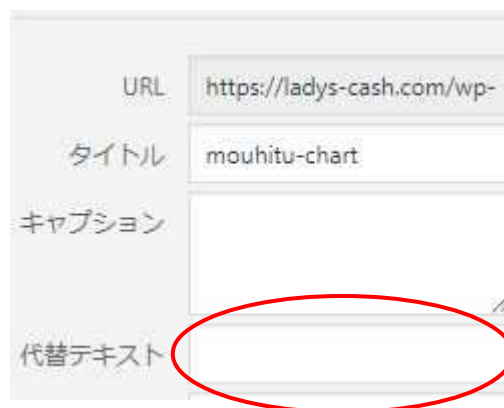 URL
https://ladys-cash.com/wp-
タイトル
mouhitu-chart
キャプション
代替テキスト